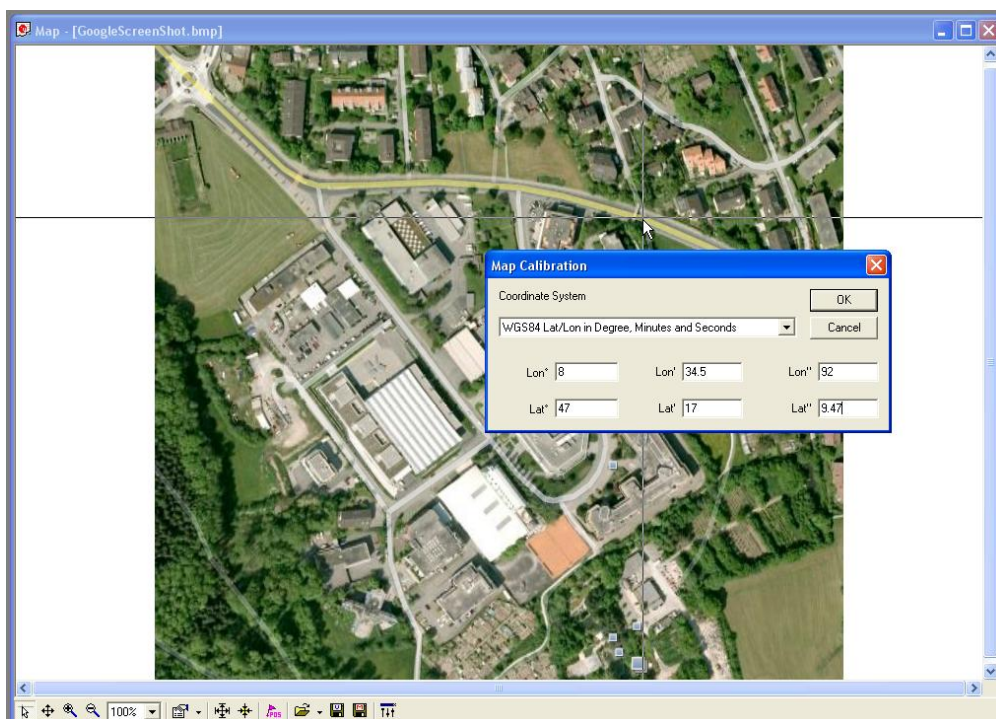 Map - [GoogleScreenShot.bmp]
Map Calibration
Coordinate System
OK
WGS84 Lat/Lon in Degree, Minutes and Seconds
Cancel
Lon° 8 Lon' 34.5 Lon'' 92
Lat° 47 Lat' 17 Lat'' 9.47
100%
POS